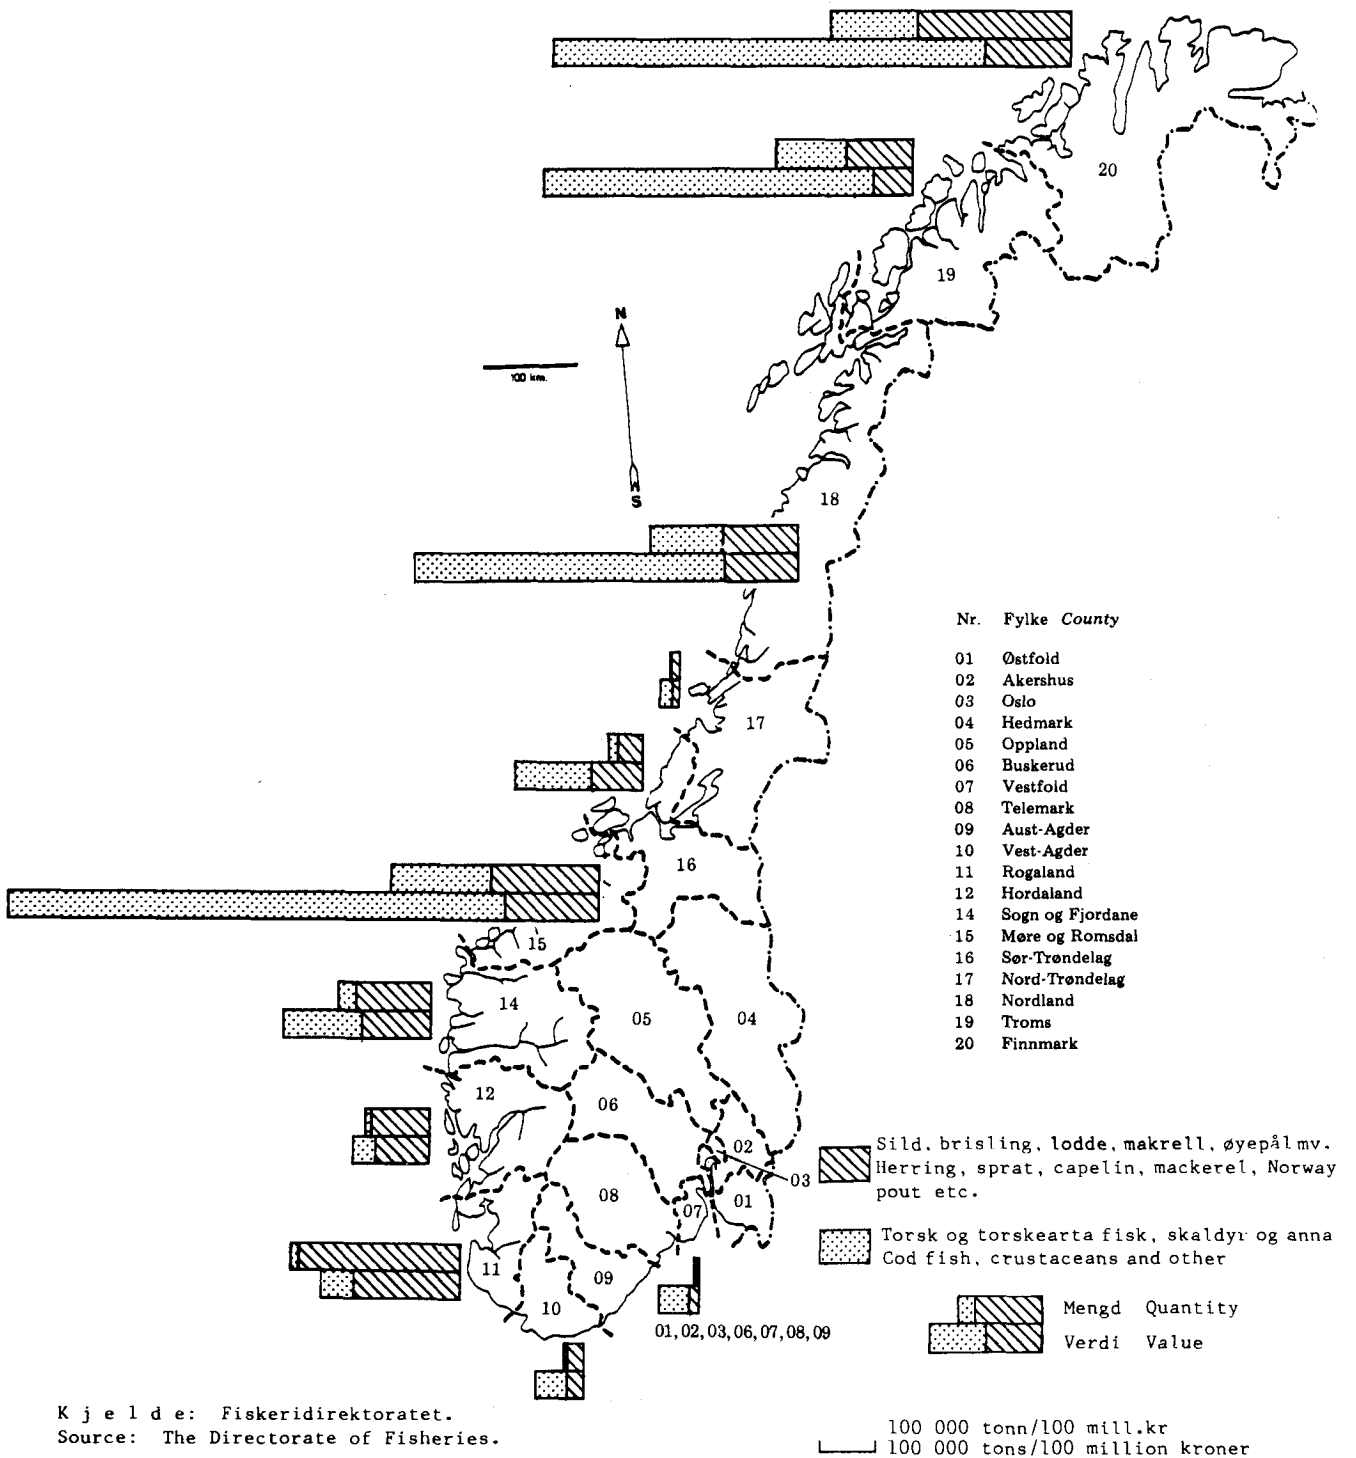 20
19
N
100 km.
S
18
Nr. Fylke County
01 Østfold
02 Akershus
03 Oslo
04 Hedmark
05 Oppland
06 Buskerud
07 Vestfold
08 Telemark
09 Aust-Agder
10 Vest-Agder
11 Rogaland
12 Hordaland
14 Sogn og Fjordane
15 Møre og Romsdal
16 Sør-Trøndelag
17 Nord-Trøndelag
18 Nordland
19 Troms
20 Finnmark
17
16
15
14
05
04
12
06
02
03
08
07
01
11
09
10
01, 02, 03, 06, 07, 08, 09
Sild, brisling, lodde, makrell, øyepål mv.
Herring, sprat, capelin, mackerel, Norway
pout etc.
Torsk og torskearta fisk, skaldyr og anna
Cod fish, crustaceans and other
Mengd Quantity
Verdi Value
Kjelde: Fiskeridirektoratet.
Source: The Directorate of Fisheries.
100 000 tonn/100 mill.kr
100 000 tons/100 million kroner